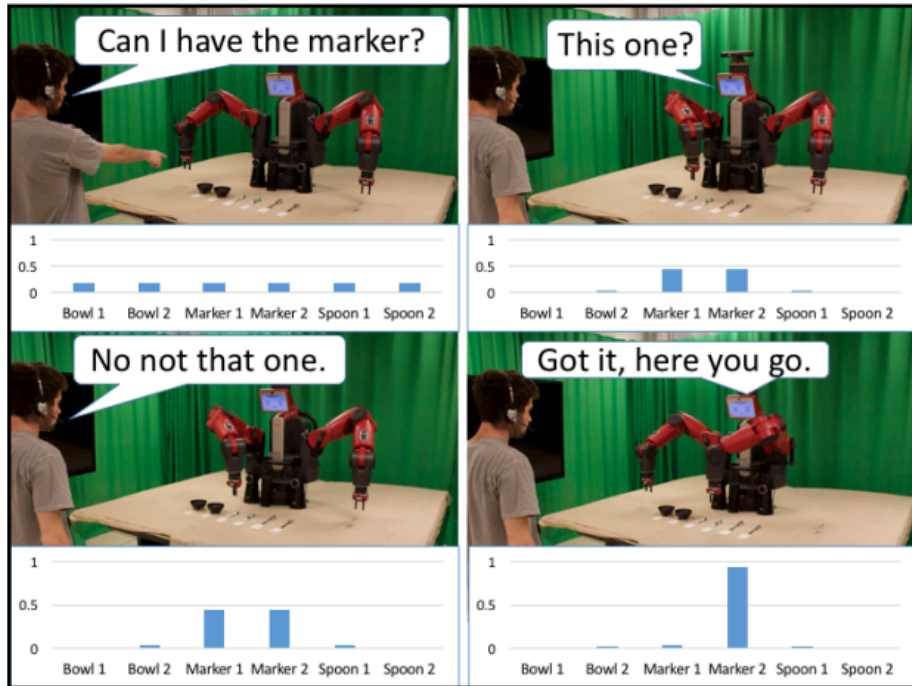 Can I have the marker?
1
0.5
0
Bowl 1 Bowl 2 Marker 1 Marker 2 Spoon 1 Spoon 2
This one?
1
0.5
0
Bowl 1 Bowl 2 Marker 1 Marker 2 Spoon 1 Spoon 2
No not that one.
1
0.5
0
Bowl 1 Bowl 2 Marker 1 Marker 2 Spoon 1 Spoon 2
Got it, here you go.
1
0.5
0
Bowl 1 Bowl 2 Marker 1 Marker 2 Spoon 1 Spoon 2